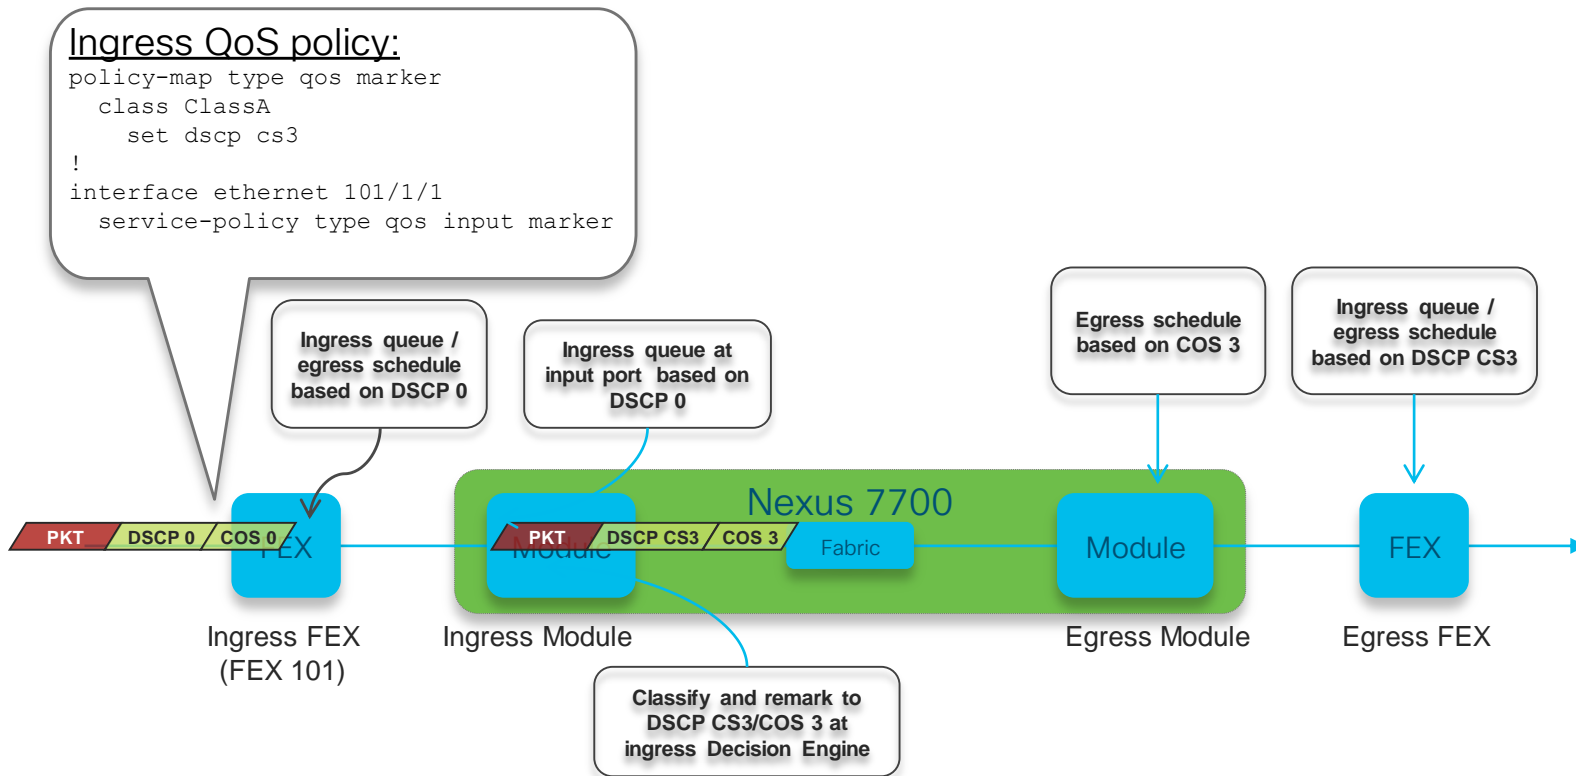 Ingress QoS policy:
policy-map type qos marker
  class ClassA
    set dscp cs3
!
interface ethernet 101/1/1
  service-policy type qos input marker
Ingress queue /
egress schedule
based on DSCP 0
Ingress queue at
input port based on
DSCP 0
Egress schedule
based on COS 3
Ingress queue /
egress schedule
based on DSCP CS3
Nexus 7700
PKT DSCP 0 COS 0
FEX
PKT DSCP CS3 COS 3
Module
Fabric
Module
FEX
Ingress FEX
(FEX 101)
Ingress Module
Egress Module
Egress FEX
Classify and remark to
DSCP CS3/COS 3 at
ingress Decision Engine